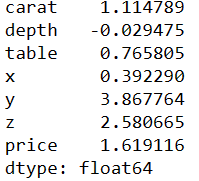 carat    1.114789
depth   -0.029475
table    0.765805
x        0.392290
y        3.867764
z        2.580665
price    1.619116
dtype: float64